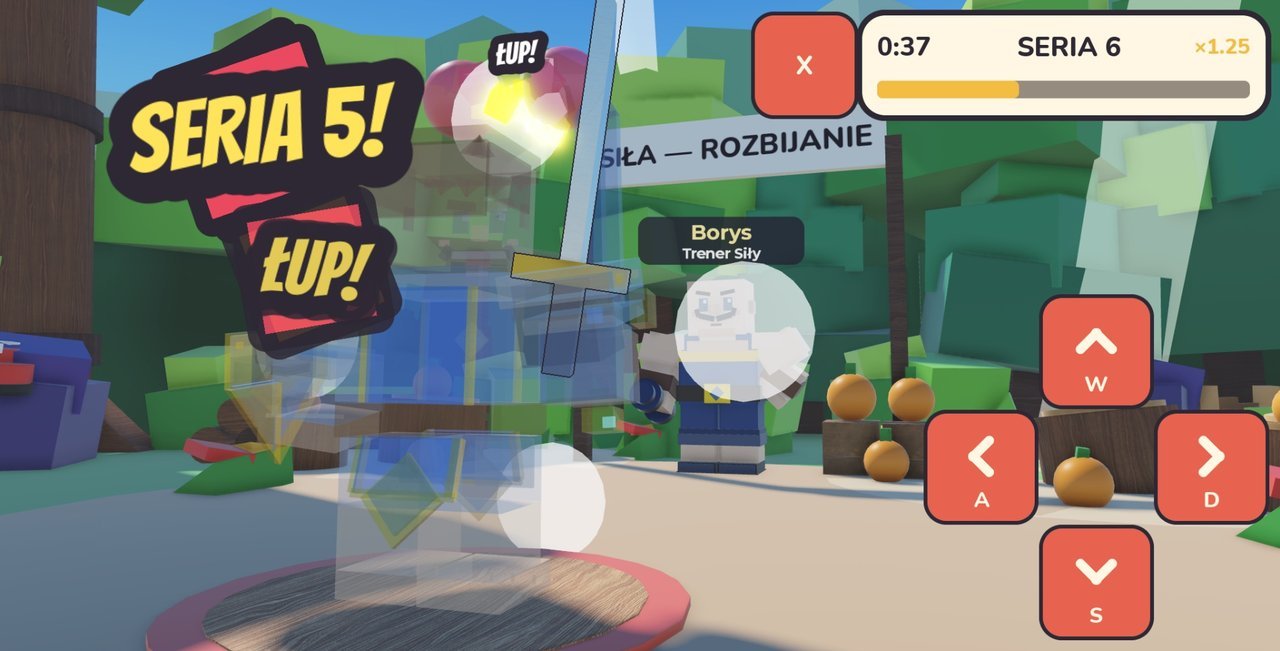 SERIA 5!
ŁUP!
ŁUP!
X
0:37
SERIA 6
×1.25
SIŁA — ROZBIJANIE
Borys
Trener Siły
W
A
D
S